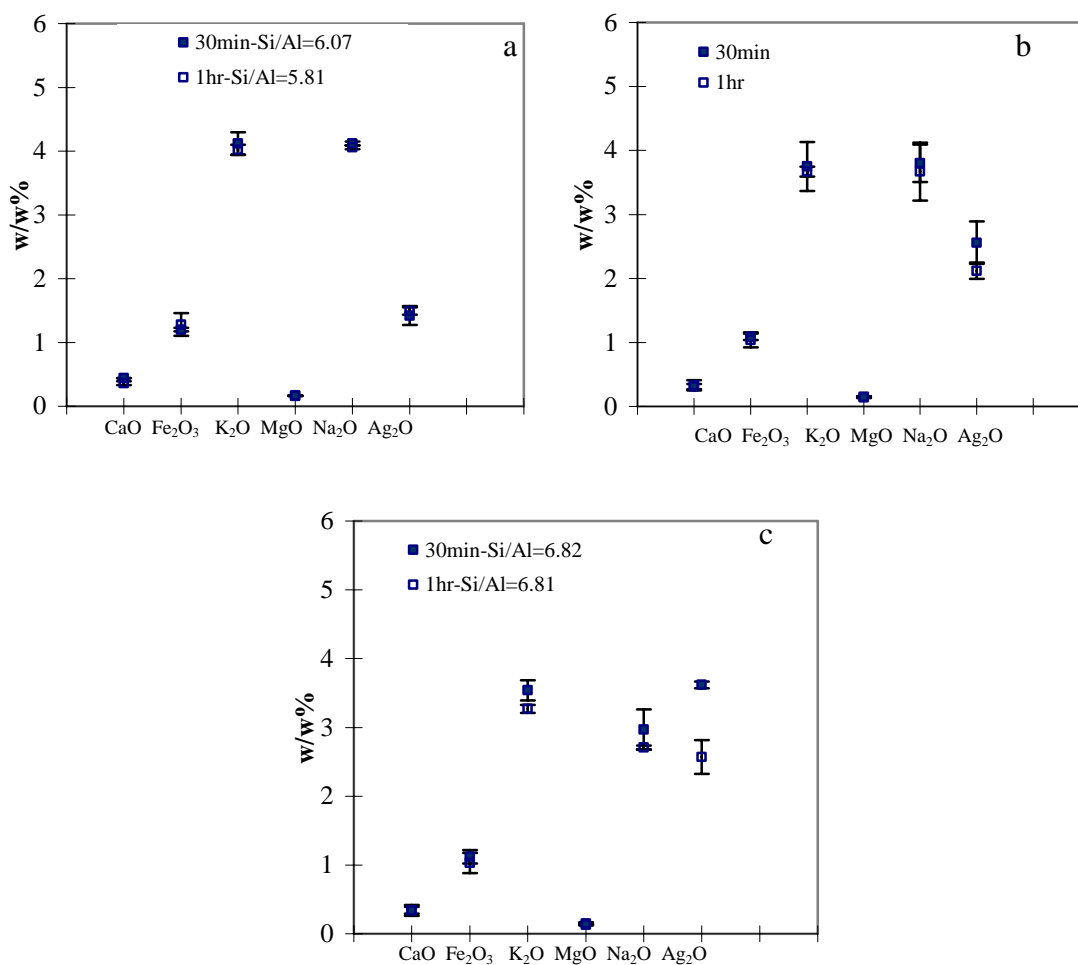 a
30min-Si/Al=6.07
1hr-Si/Al=5.81
w/w%
6
5
4
3
2
1
0
CaO Fe₂O₃ K₂O MgO Na₂O Ag₂O
b
30min
1hr
w/w%
6
5
4
3
2
1
0
CaO Fe₂O₃ K₂O MgO Na₂O Ag₂O
c
30min-Si/Al=6.82
1hr-Si/Al=6.81
w/w%
6
5
4
3
2
1
0
CaO Fe₂O₃ K₂O MgO Na₂O Ag₂O